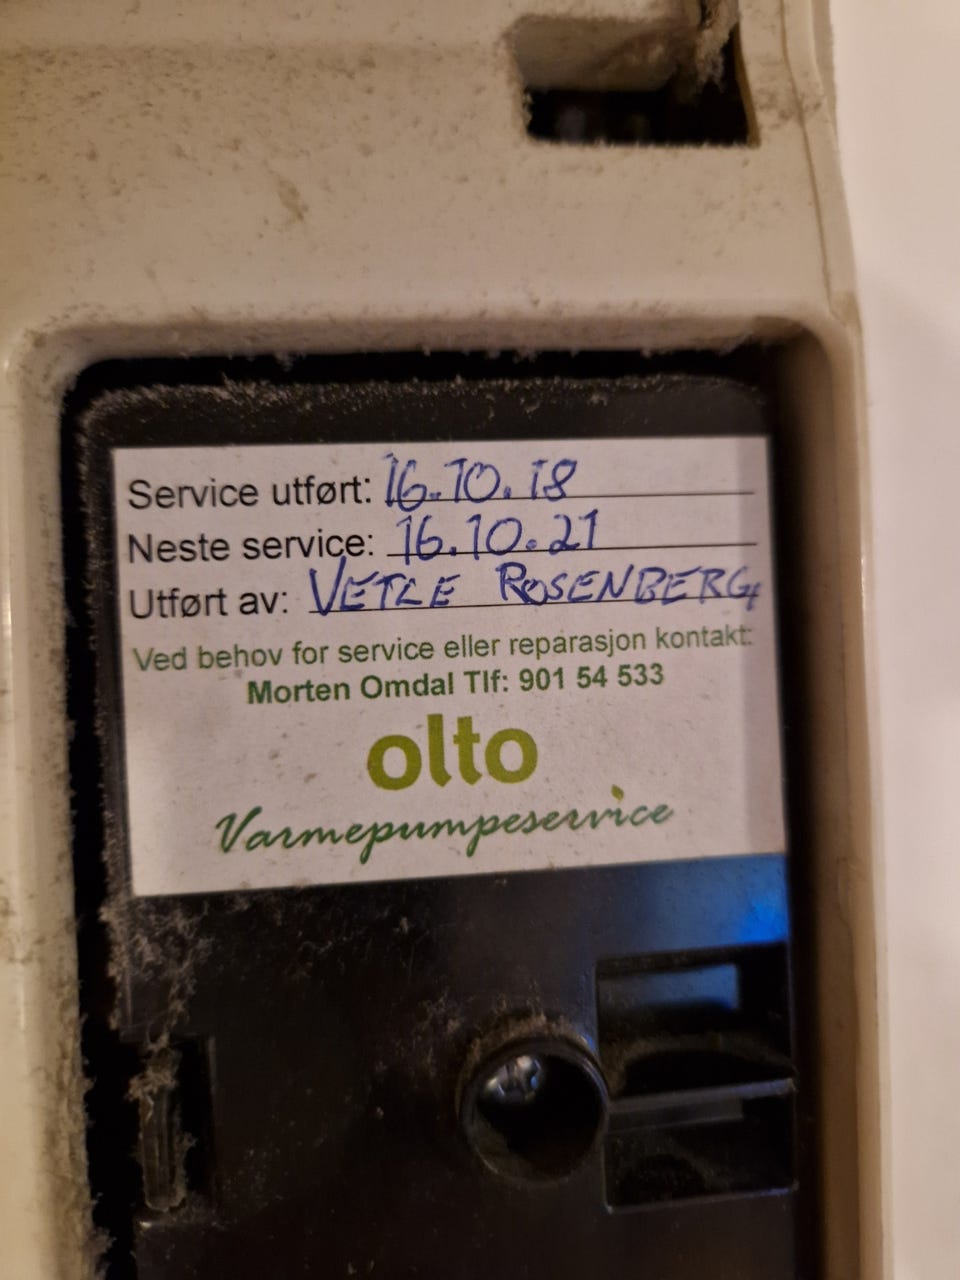 Service utført: 16.10.18
Neste service: 16.10.21
Utført av: VETLE ROSENBERG
Ved behov for service eller reparasjon kontakt:
Morten Omdal Tlf: 901 54 533
olto
Varmepumpeservice